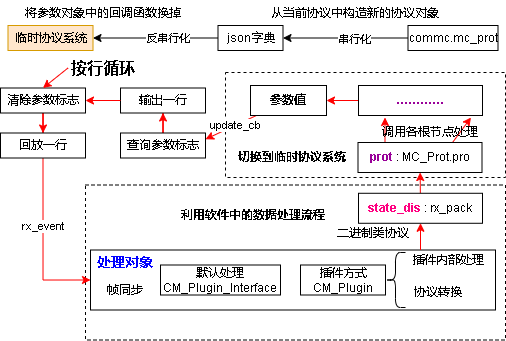 将参数对象中的回调函数换掉
从当前协议中构造新的协议对象
临时协议系统
反串行化
json字典
串行化
commc.mc_prot
按行循环
清除参数标志
输出一行
参数值
............
update_cb
调用各根节点处理
回放一行
查询参数标志
切换到临时协议系统
prot : MC_Prot.pro
rx_event
利用软件中的数据处理流程
state_dis : rx_pack
二进制类协议
处理对象
帧同步
默认处理
CM_Plugin_Interface
插件方式
CM_Plugin
插件内部处理
协议转换